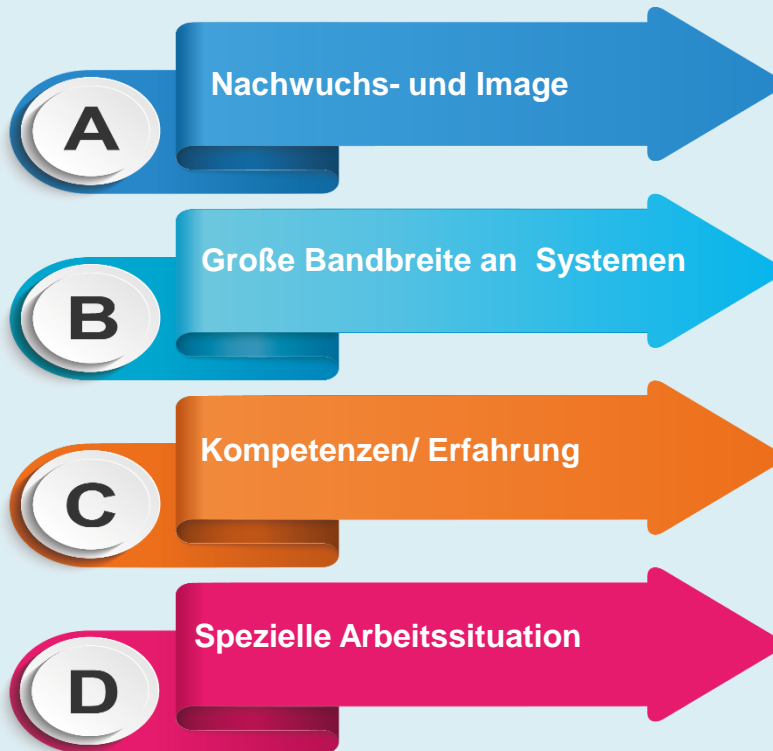 A
Nachwuchs- und Image
B
Große Bandbreite an  Systemen
C
Kompetenzen/ Erfahrung
D
Spezielle Arbeitssituation